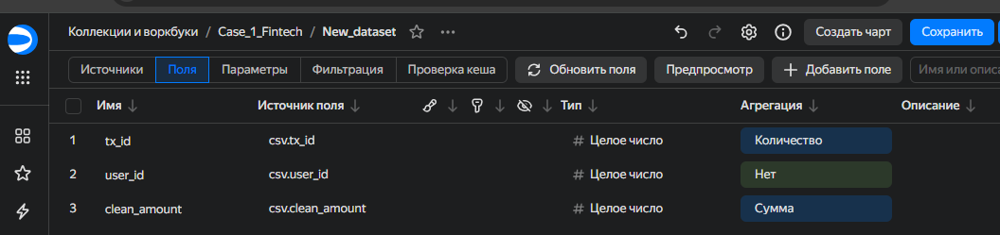 Коллекции и воркбуки / Case_1_Fintech / New_dataset ... Создать чарт Сохранить
Источники Поля Параметры Фильтрация Проверка кеша Обновить поля Предпросмотр + Добавить поле Имя или описа
Имя Источник поля Тип Агрегация Описание
1 tx_id csv.tx_id # Целое число Количество
2 user_id csv.user_id # Целое число Нет
3 clean_amount csv.clean_amount # Целое число Сумма